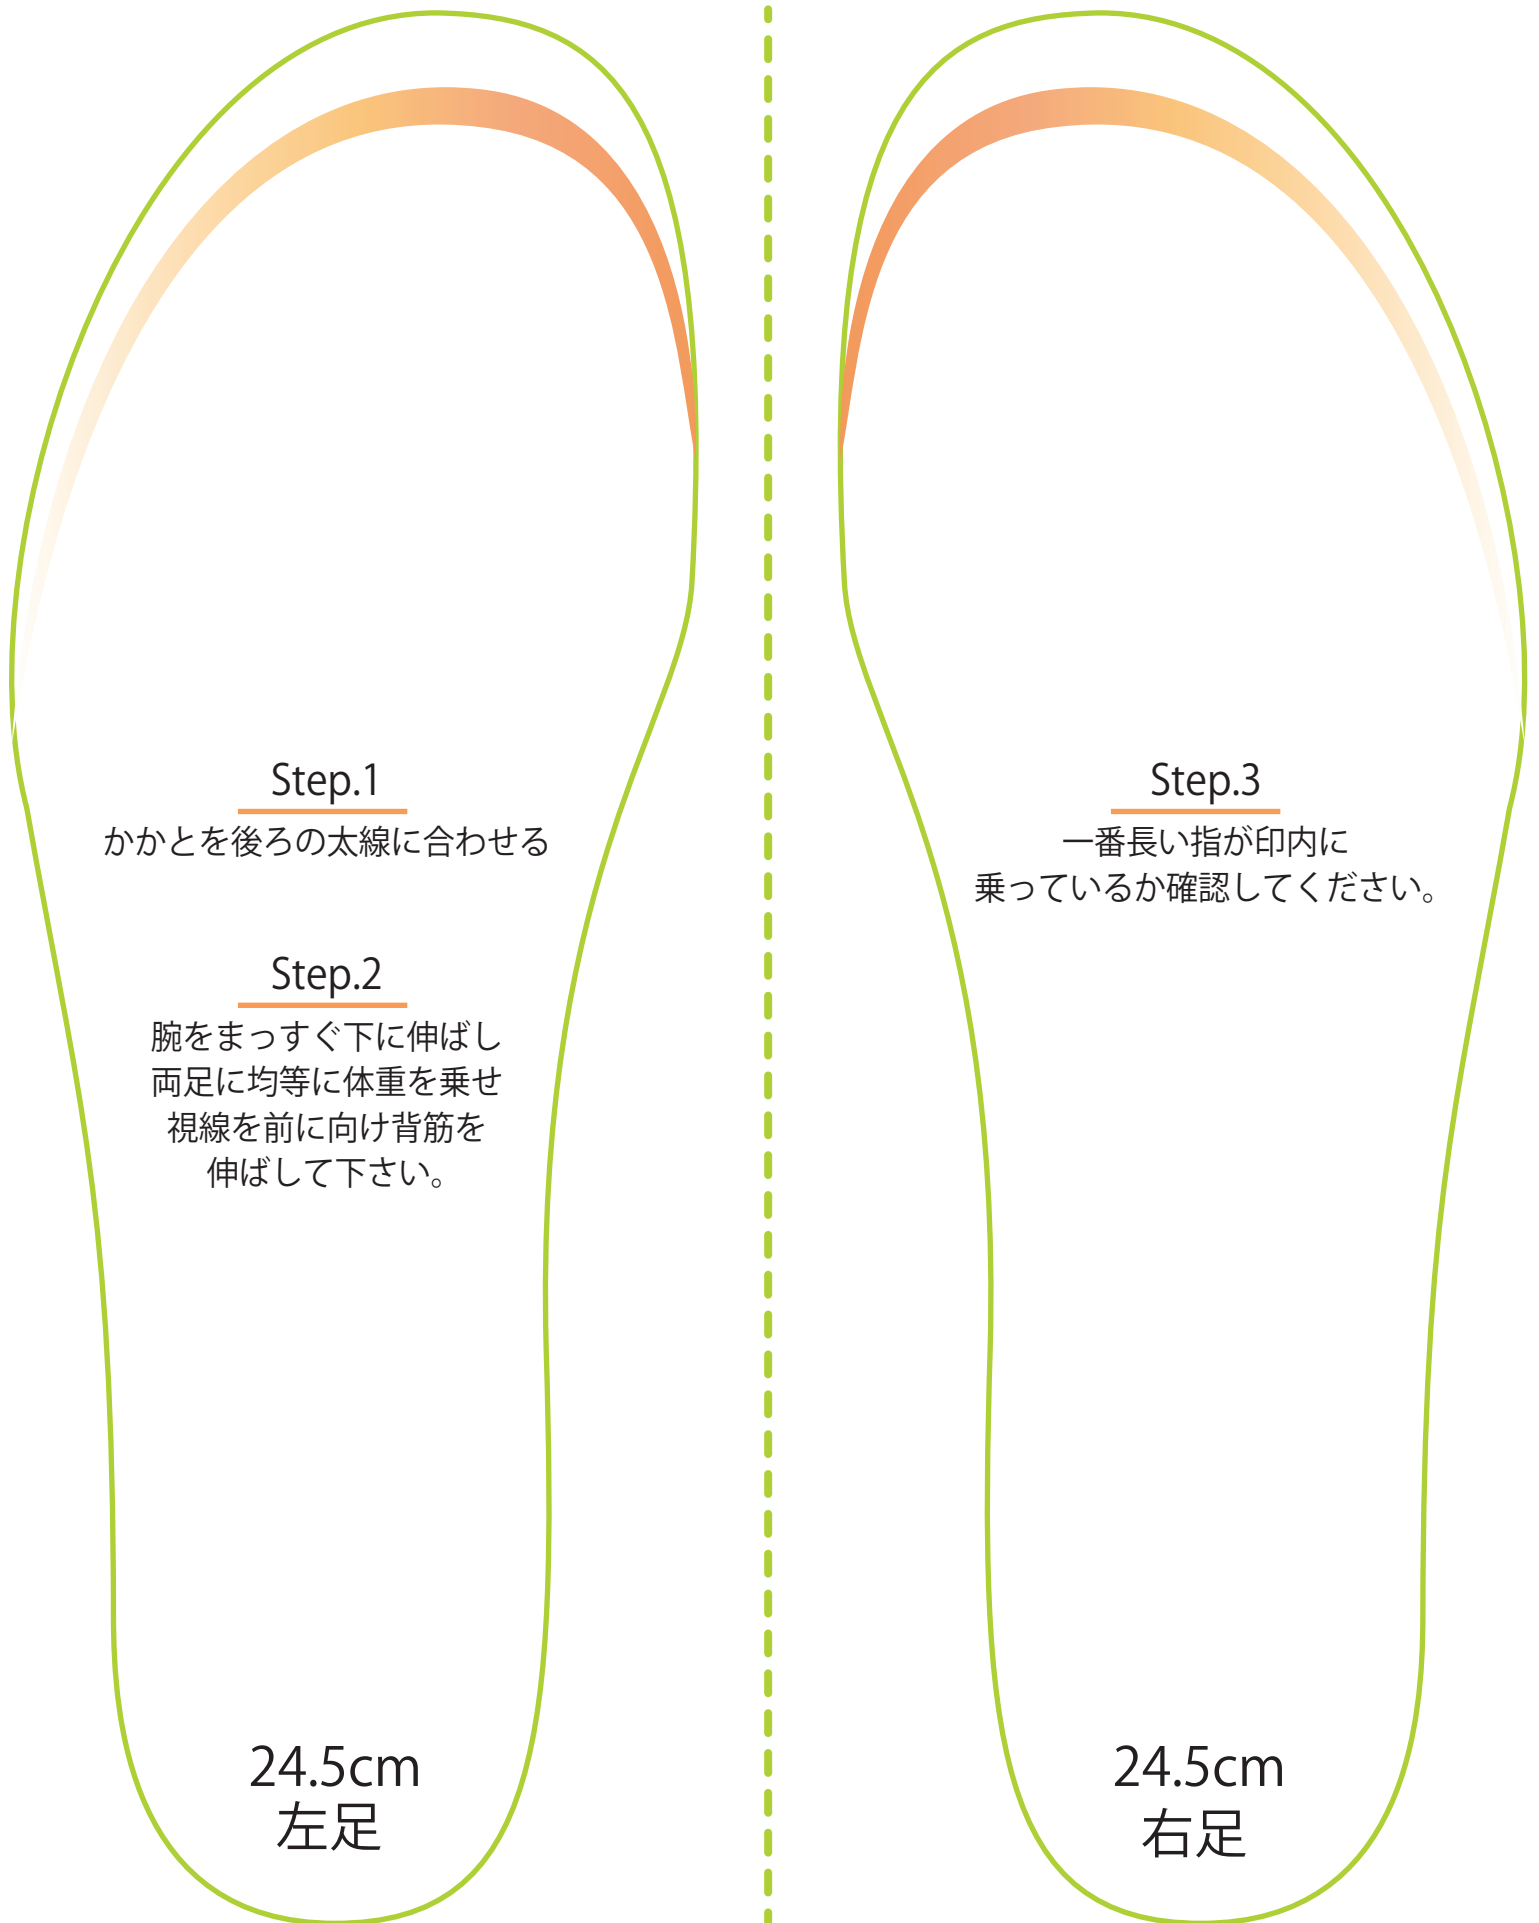 Step.1
かかとを後ろの太線に合わせる
Step.2
腕をまっすぐ下に伸ばし
両足に均等に体重を乗せ
視線を前に向け背筋を
伸ばして下さい。
24.5cm
左足
Step.3
一番長い指が印内に
乗っているか確認してください。
24.5cm
右足